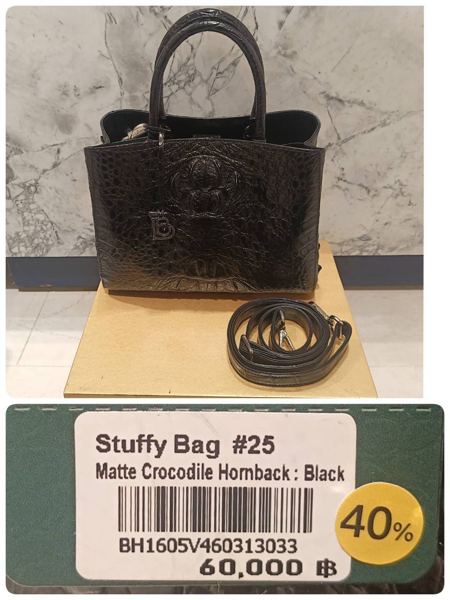 Stuffy Bag #25
Matte Crocodile Hornback : Black
BH1605V460313033
60,000 ฿
40%